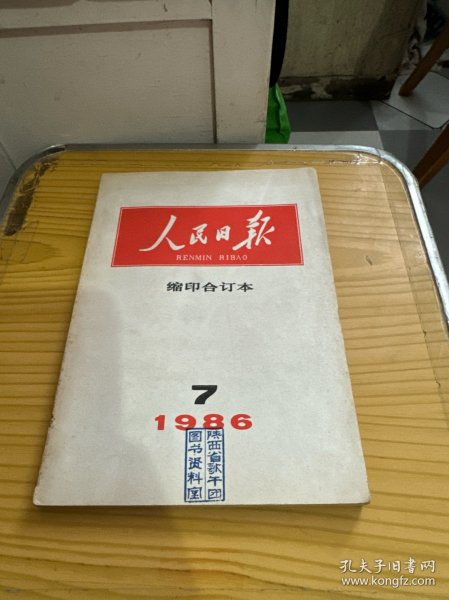 人民日报
RENMIN RIBAO
缩印合订本
7
1986
陕西省歌午团
图书资料室
孔夫子旧书网
www.kongfz.com